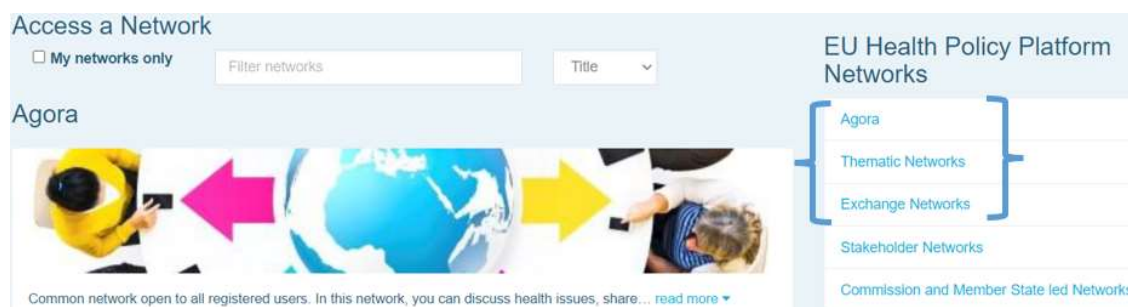 Access a Network
My networks only
Filter networks
Title
Agora
Common network open to all registered users. In this network, you can discuss health issues, share… read more
EU Health Policy Platform
Networks
Agora
Thematic Networks
Exchange Networks
Stakeholder Networks
Commission and Member State led Networks